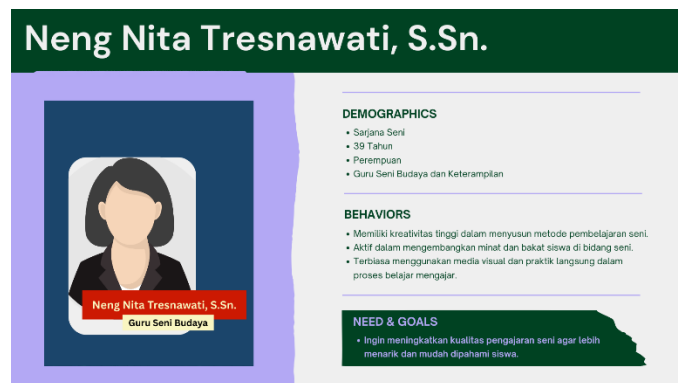 Neng Nita Tresnawati, S.Sn.
Neng Nita Tresnawati, S.Sn.
Guru Seni Budaya
DEMOGRAPHICS
• Sarjana Seni
• 39 Tahun
• Perempuan
• Guru Seni Budaya dan Keterampilan
BEHAVIORS
• Memiliki kreativitas tinggi dalam menyusun metode pembelajaran seni.
• Aktif dalam mengembangkan minat dan bakat siswa di bidang seni.
• Terbiasa menggunakan media visual dan praktik langsung dalam
proses belajar mengajar.
NEED & GOALS
• Ingin meningkatkan kualitas pengajaran seni agar lebih
menarik dan mudah dipahami siswa.